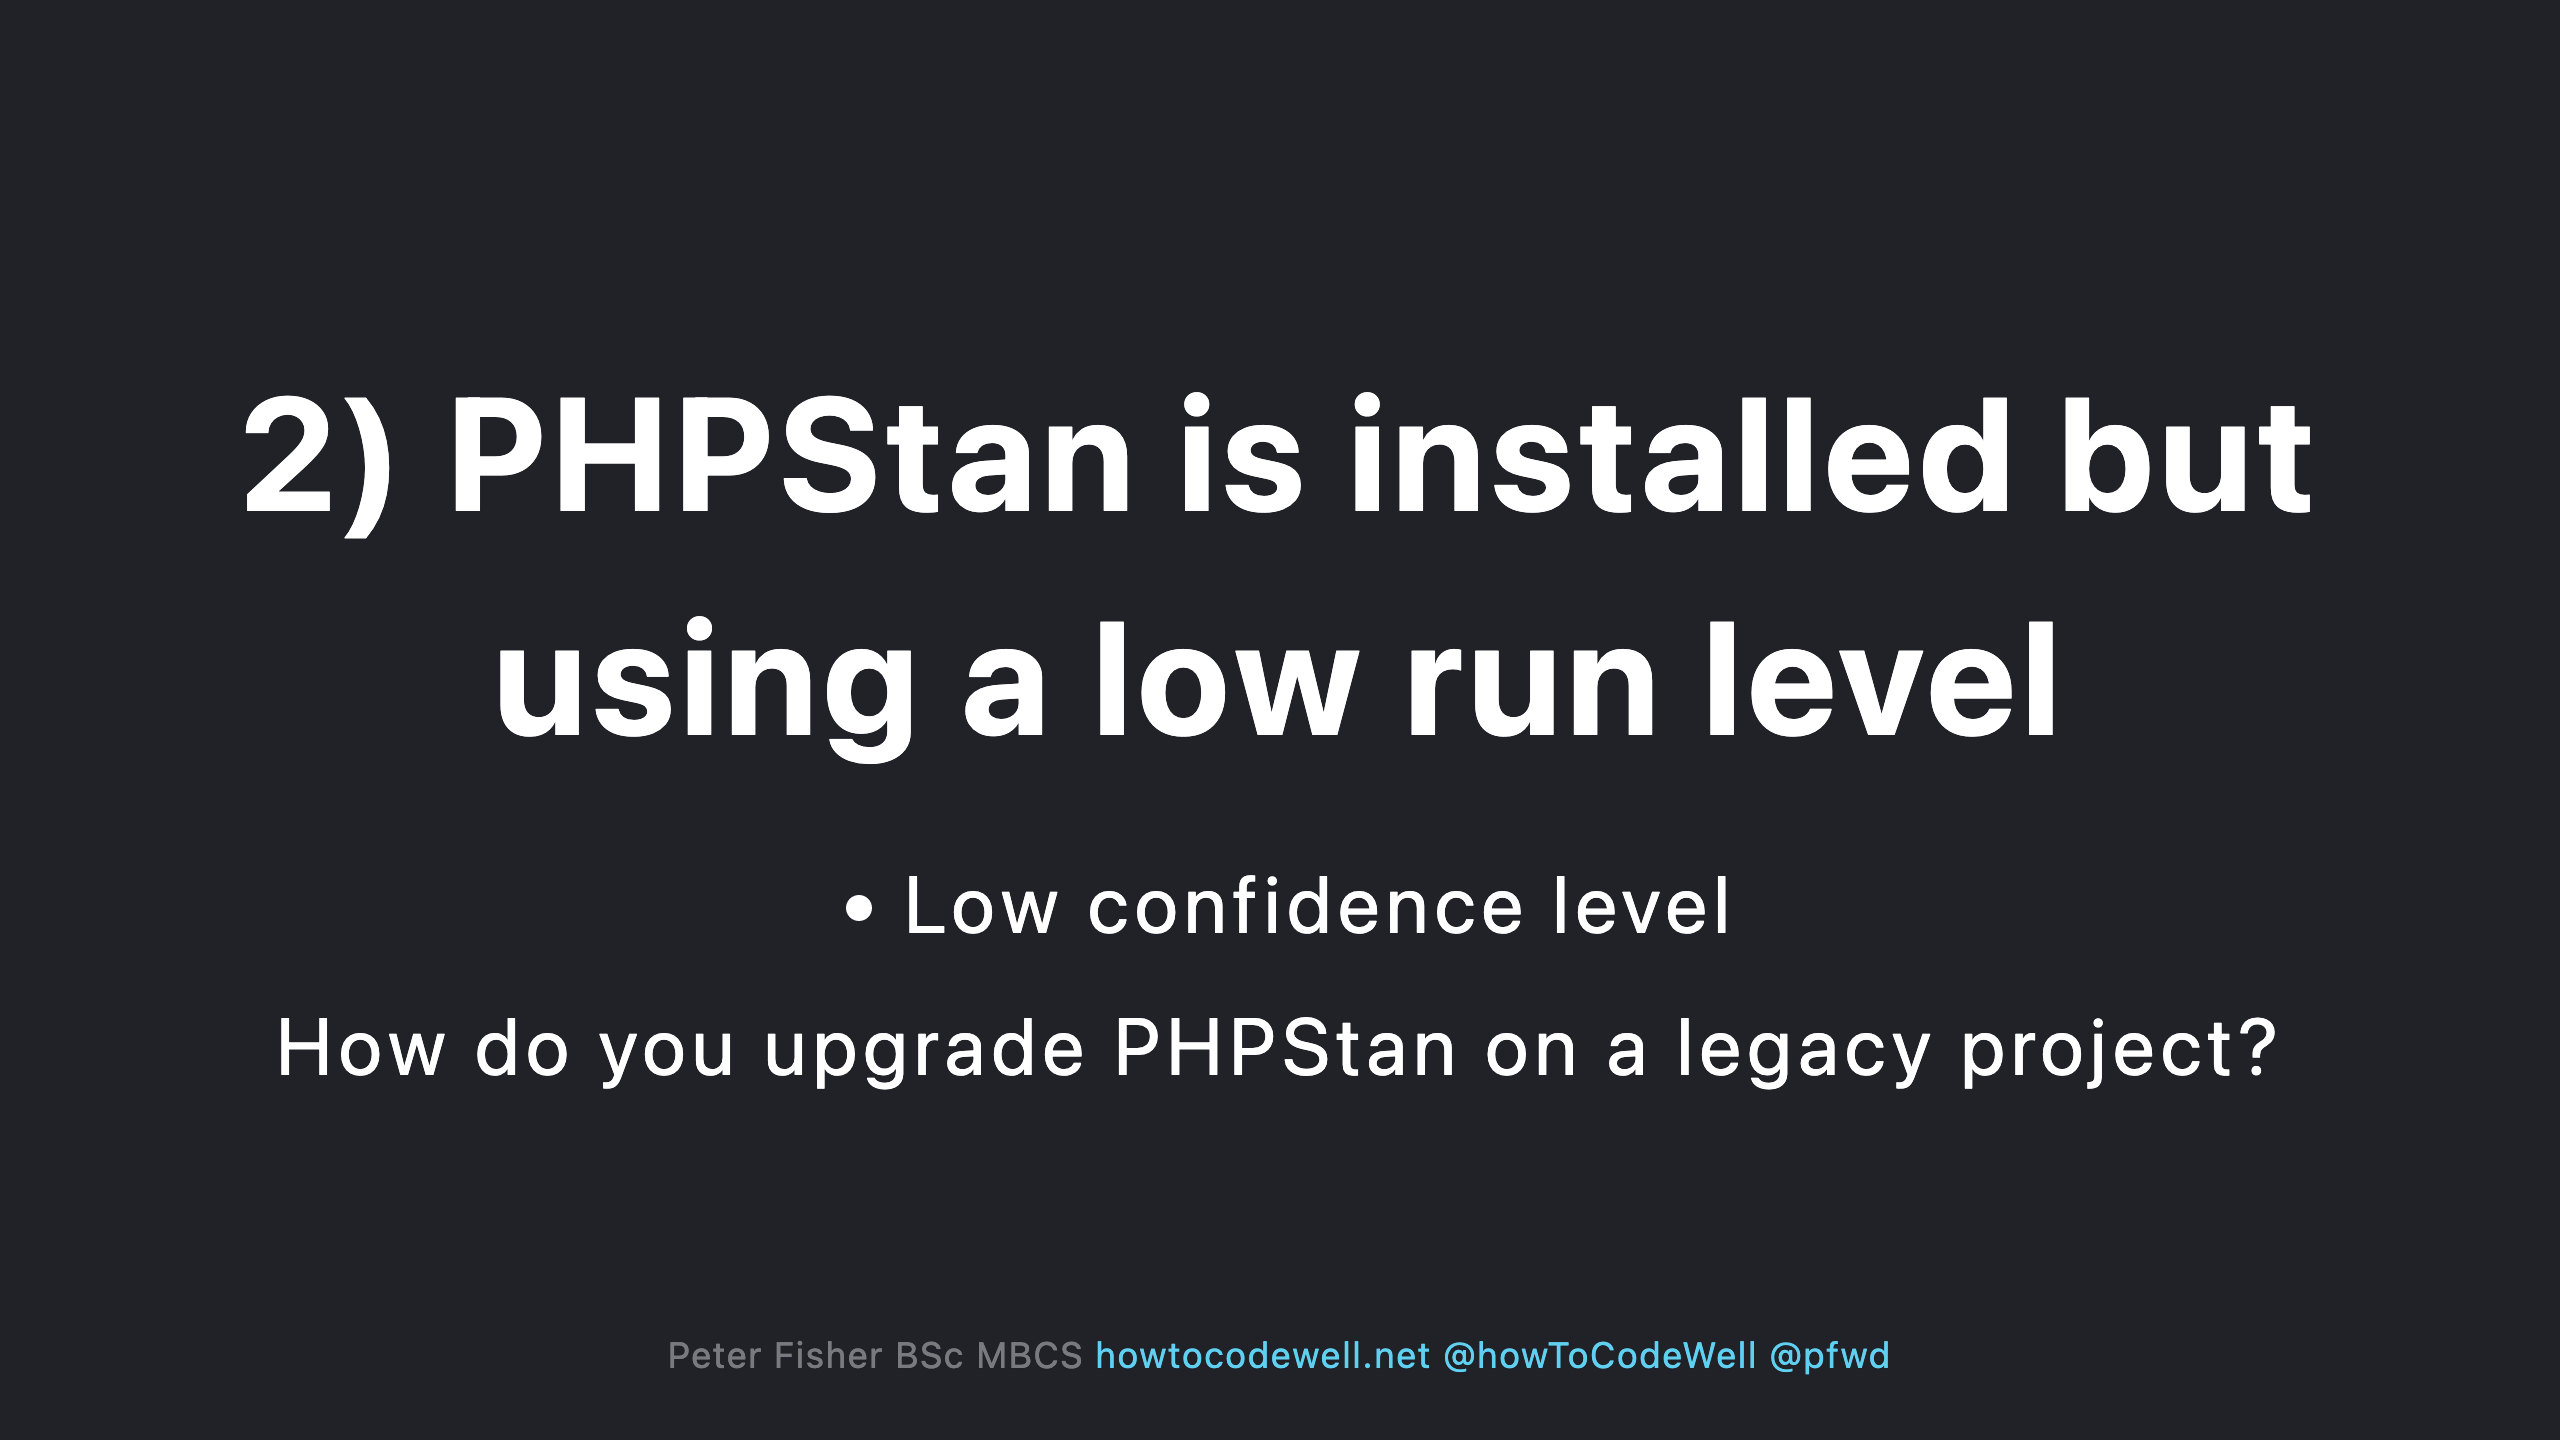 2) PHPStan is installed but
using a low run level
• Low confidence level
How do you upgrade PHPStan on a legacy project?
Peter Fisher BSc MBCS howtocodewell.net @howToCodeWell @pfwd